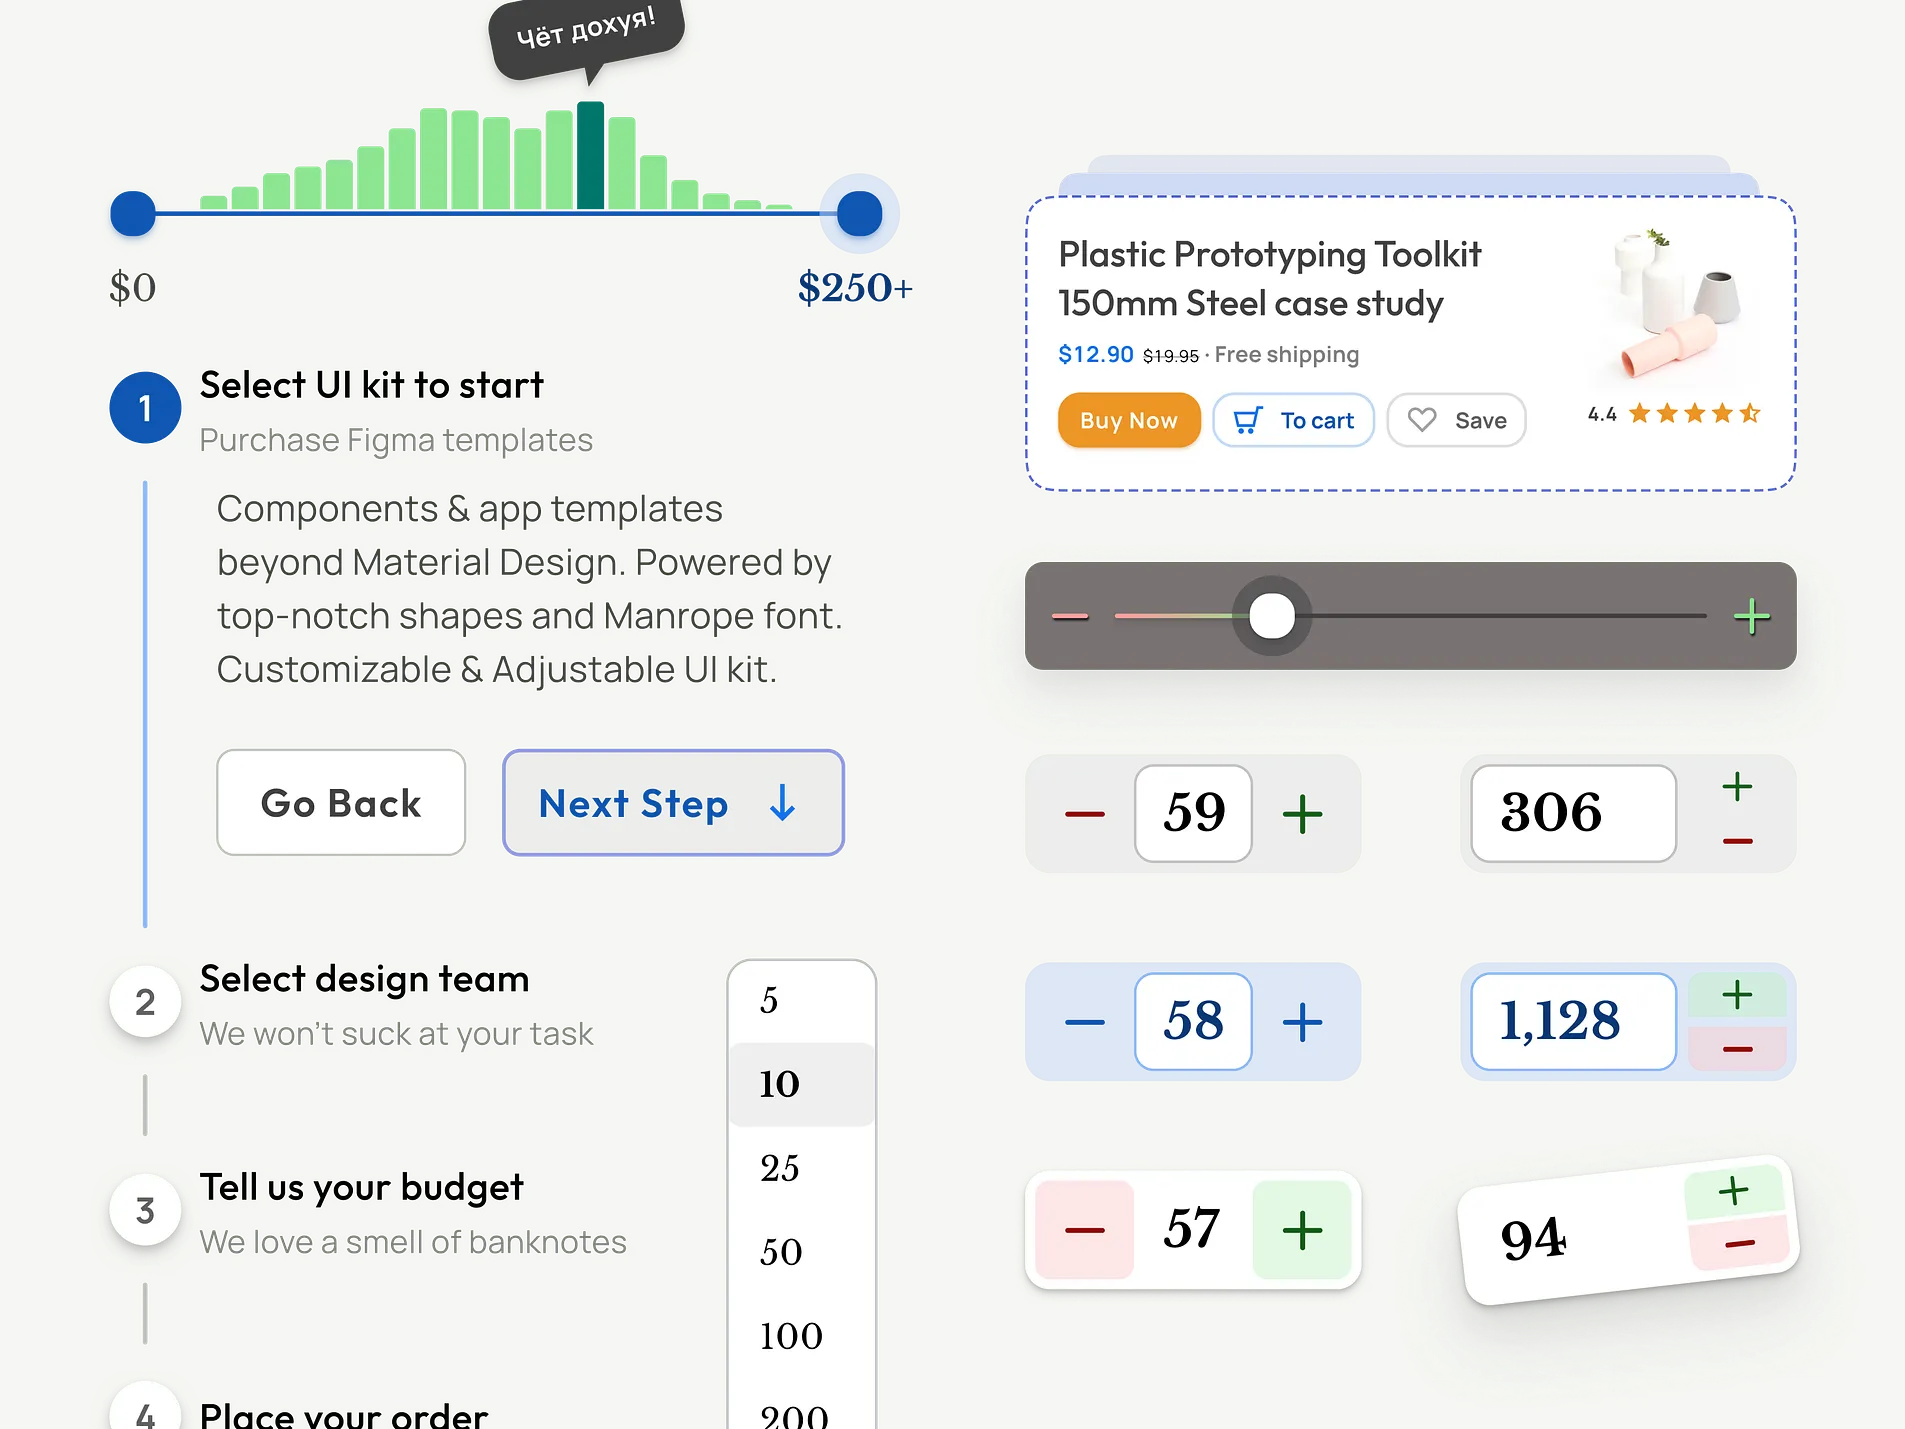 Чёт дохуя!
$0
$250+
1
Select UI kit to start
Purchase Figma templates
Components & app templates
beyond Material Design. Powered by
top-notch shapes and Manrope font.
Customizable & Adjustable UI kit.
Go Back
Next Step
2
Select design team
We won't suck at your task
3
Tell us your budget
We love a smell of banknotes
4
Place your order
5
10
25
50
100
200
Plastic Prototyping Toolkit
150mm Steel case study
$12.90 $19.95 · Free shipping
Buy Now
To cart
Save
4.4
59
306
58
1,128
57
94